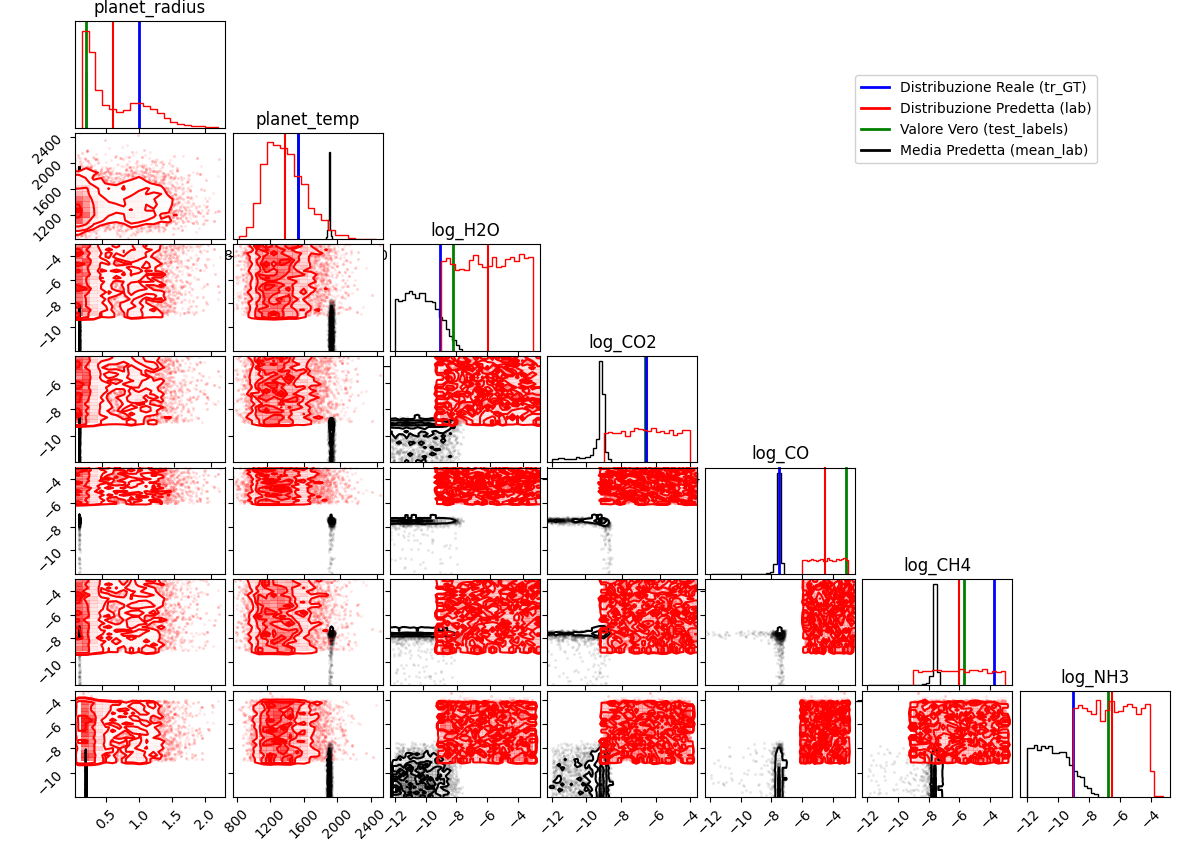 planet_radius
planet_temp
Distribuzione Reale (tr_GT)
Distribuzione Predetta (lab)
Valore Vero (test_labels)
Media Predetta (mean_lab)
2400
2000
1600
1200
log_H2O
8
0
−4
−6
−8
−10
log_CO2
−6
−8
−10
log_CO
−4
−6
−8
−10
log_CH4
−4
−6
−8
−10
log_NH3
−4
−6
−8
−10
0.5 1.0 1.5 2.0 800 1200 1600 2000 2400 −12 −10 −8 −6 −4 −12 −10 −8 −6 −4 −12 −10 −8 −6 −4 −12 −10 −8 −6 −4 −12 −10 −8 −6 −4